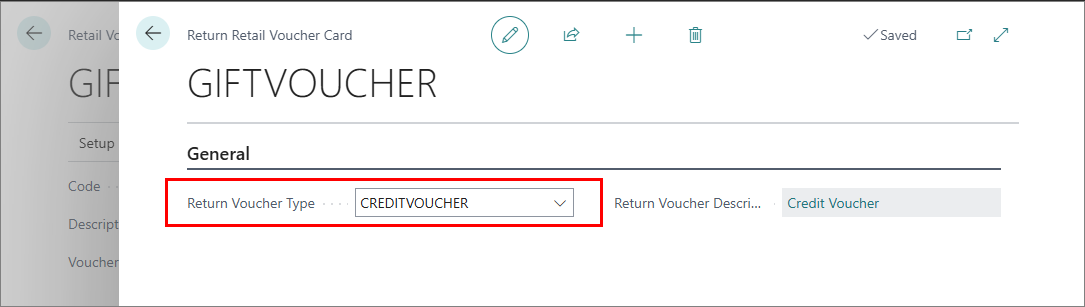 Retail Vo
Return Retail Voucher Card
Saved
GIF
GIFTVOUCHER
Setup
General
Code
Return Voucher Type
CREDITVOUCHER
Return Voucher Descri...
Credit Voucher
Descript
Voucher